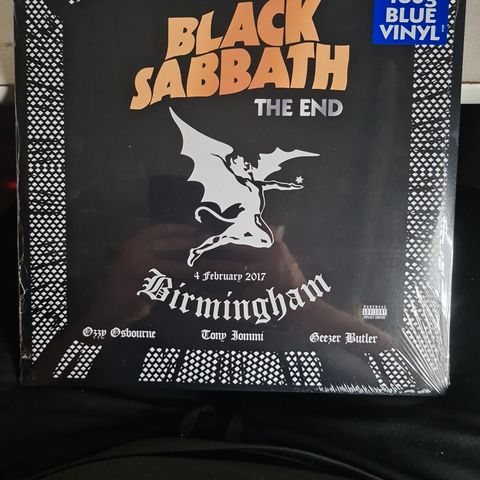 BLUE
VINYL
BLACK
SABBATH
THE END
4 February 2017
Birmingham
PARENTAL
ADVISORY
EXPLICIT CONTENT
Ozzy Osbourne Tony Iommi Geezer Butler